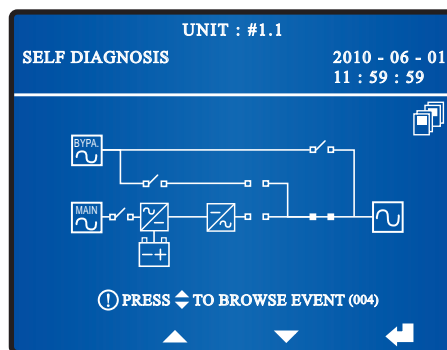 UNIT : #1.1
SELF DIAGNOSIS
2010 - 06 - 01
11 : 59 : 59
BYPA.
MAIN
! PRESS TO BROWSE EVENT (004)